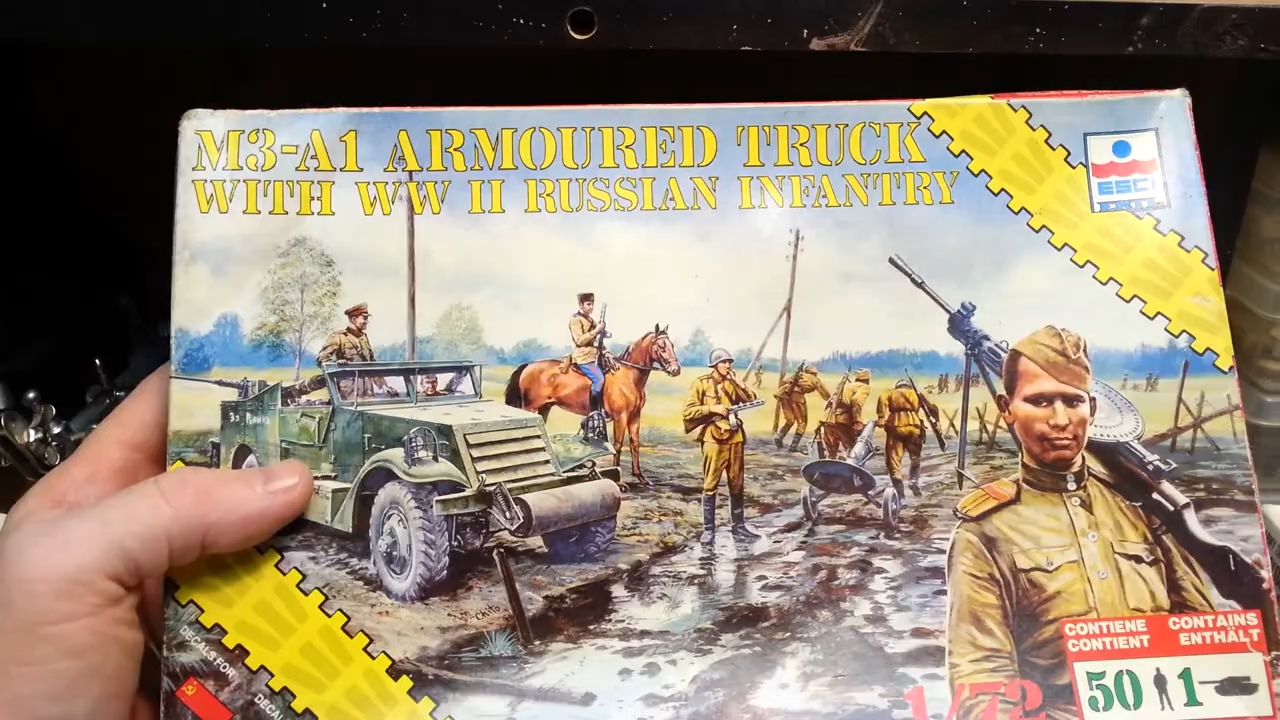 M3-A1 ARMOURED TRUCK
WITH WW II RUSSIAN INFANTRY
ESCI
ERTL
DECALS FOR
CONTIENE CONTAINS
CONTIENT ENTHÄLT
50 1
1/72